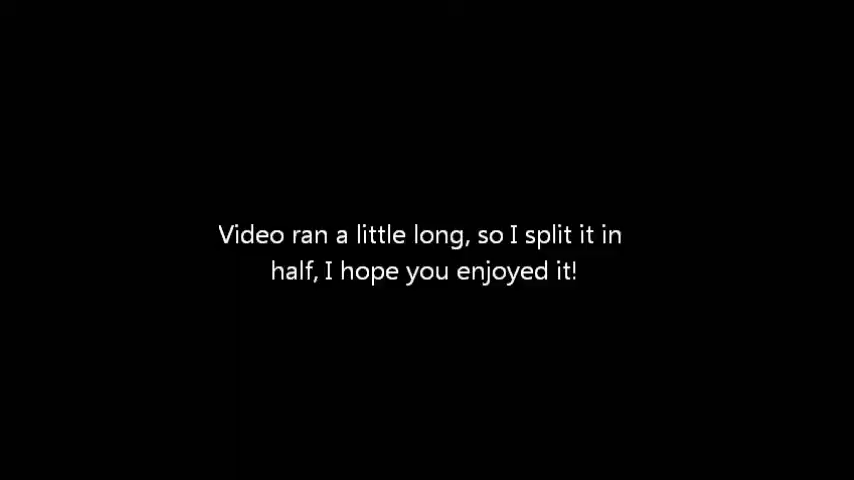 Video ran a little long, so I split it in
half, I hope you enjoyed it!